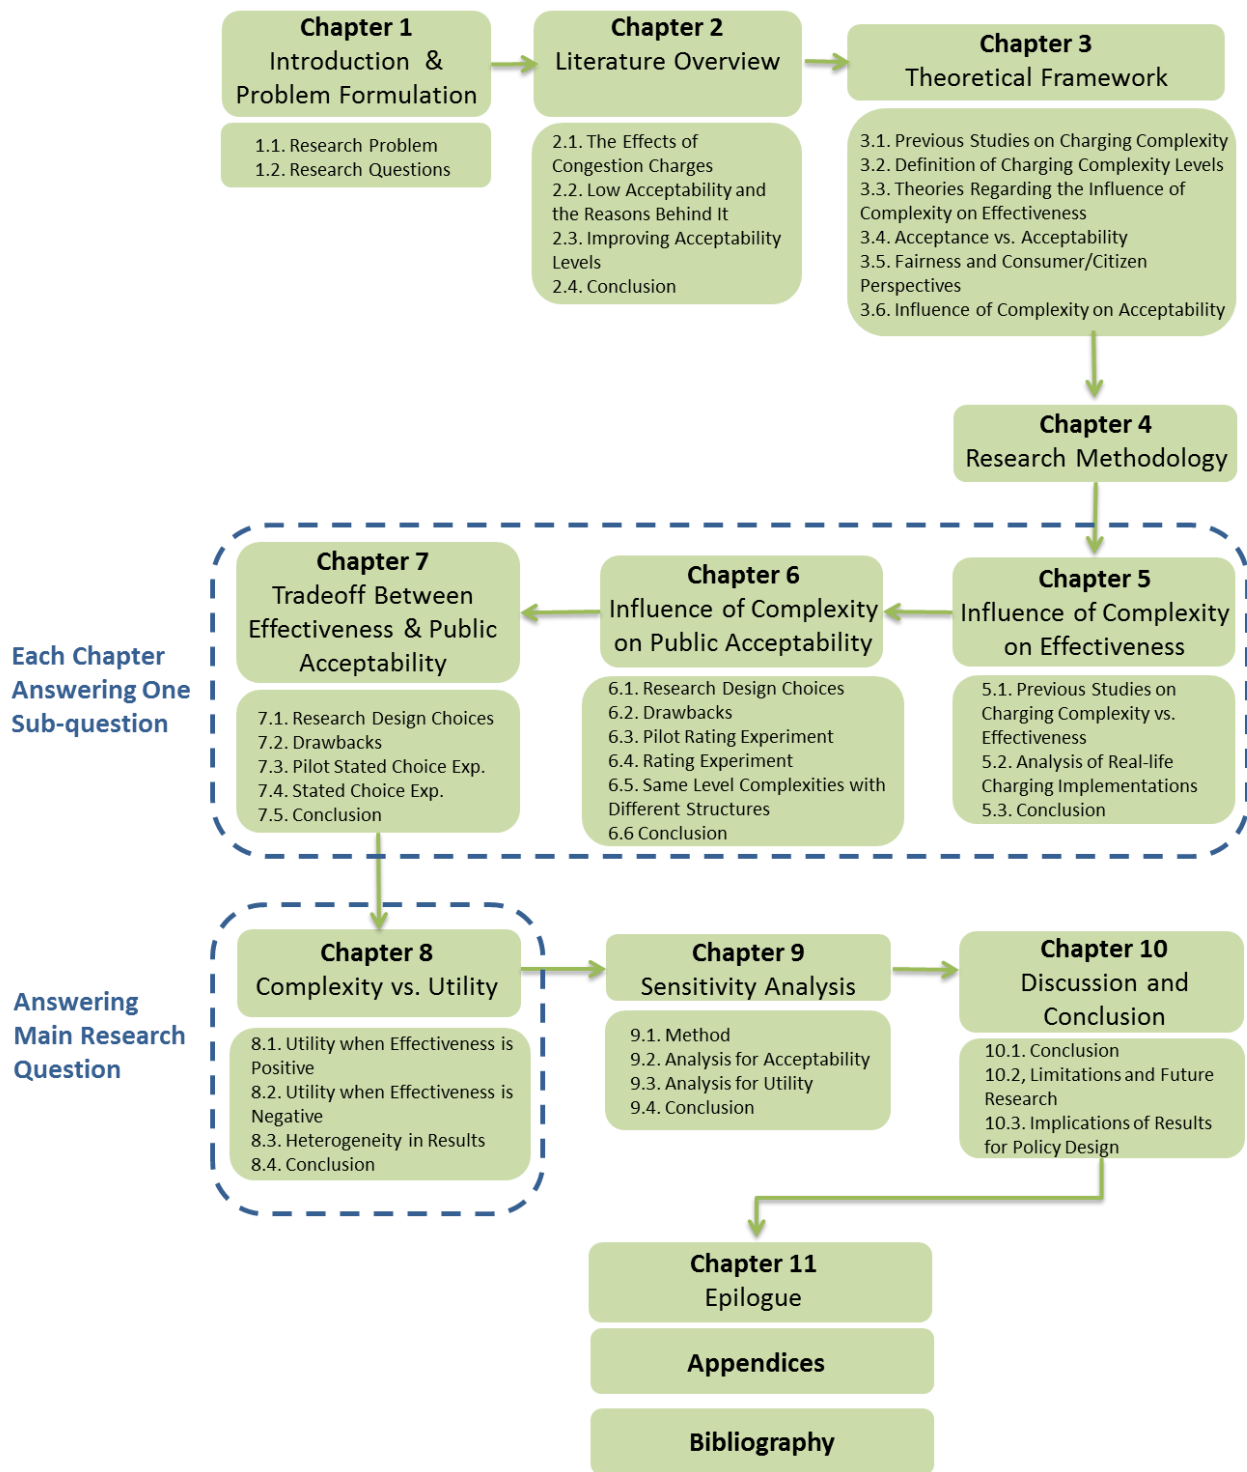 Chapter 1
Introduction &
Problem Formulation
1.1. Research Problem
1.2. Research Questions
Chapter 2
Literature Overview
2.1. The Effects of
Congestion Charges
2.2. Low Acceptability and
the Reasons Behind It
2.3. Improving Acceptability
Levels
2.4. Conclusion
Chapter 3
Theoretical Framework
3.1. Previous Studies on Charging Complexity
3.2. Definition of Charging Complexity Levels
3.3. Theories Regarding the Influence of
Complexity on Effectiveness
3.4. Acceptance vs. Acceptability
3.5. Fairness and Consumer/Citizen
Perspectives
3.6. Influence of Complexity on Acceptability
Chapter 4
Research Methodology
Each Chapter
Answering One
Sub-question
Chapter 5
Influence of Complexity
on Effectiveness
5.1. Previous Studies on
Charging Complexity vs.
Effectiveness
5.2. Analysis of Real-life
Charging Implementations
5.3. Conclusion
Chapter 6
Influence of Complexity
on Public Acceptability
6.1. Research Design Choices
6.2. Drawbacks
6.3. Pilot Rating Experiment
6.4. Rating Experiment
6.5. Same Level Complexities with
Different Structures
6.6 Conclusion
Chapter 7
Tradeoff Between
Effectiveness & Public
Acceptability
7.1. Research Design Choices
7.2. Drawbacks
7.3. Pilot Stated Choice Exp.
7.4. Stated Choice Exp.
7.5. Conclusion
Answering
Main Research
Question
Chapter 8
Complexity vs. Utility
8.1. Utility when Effectiveness is
Positive
8.2. Utility when Effectiveness is
Negative
8.3. Heterogeneity in Results
8.4. Conclusion
Chapter 9
Sensitivity Analysis
9.1. Method
9.2. Analysis for Acceptability
9.3. Analysis for Utility
9.4. Conclusion
Chapter 10
Discussion and
Conclusion
10.1. Conclusion
10.2, Limitations and Future
Research
10.3. Implications of Results
for Policy Design
Chapter 11
Epilogue
Appendices
Bibliography